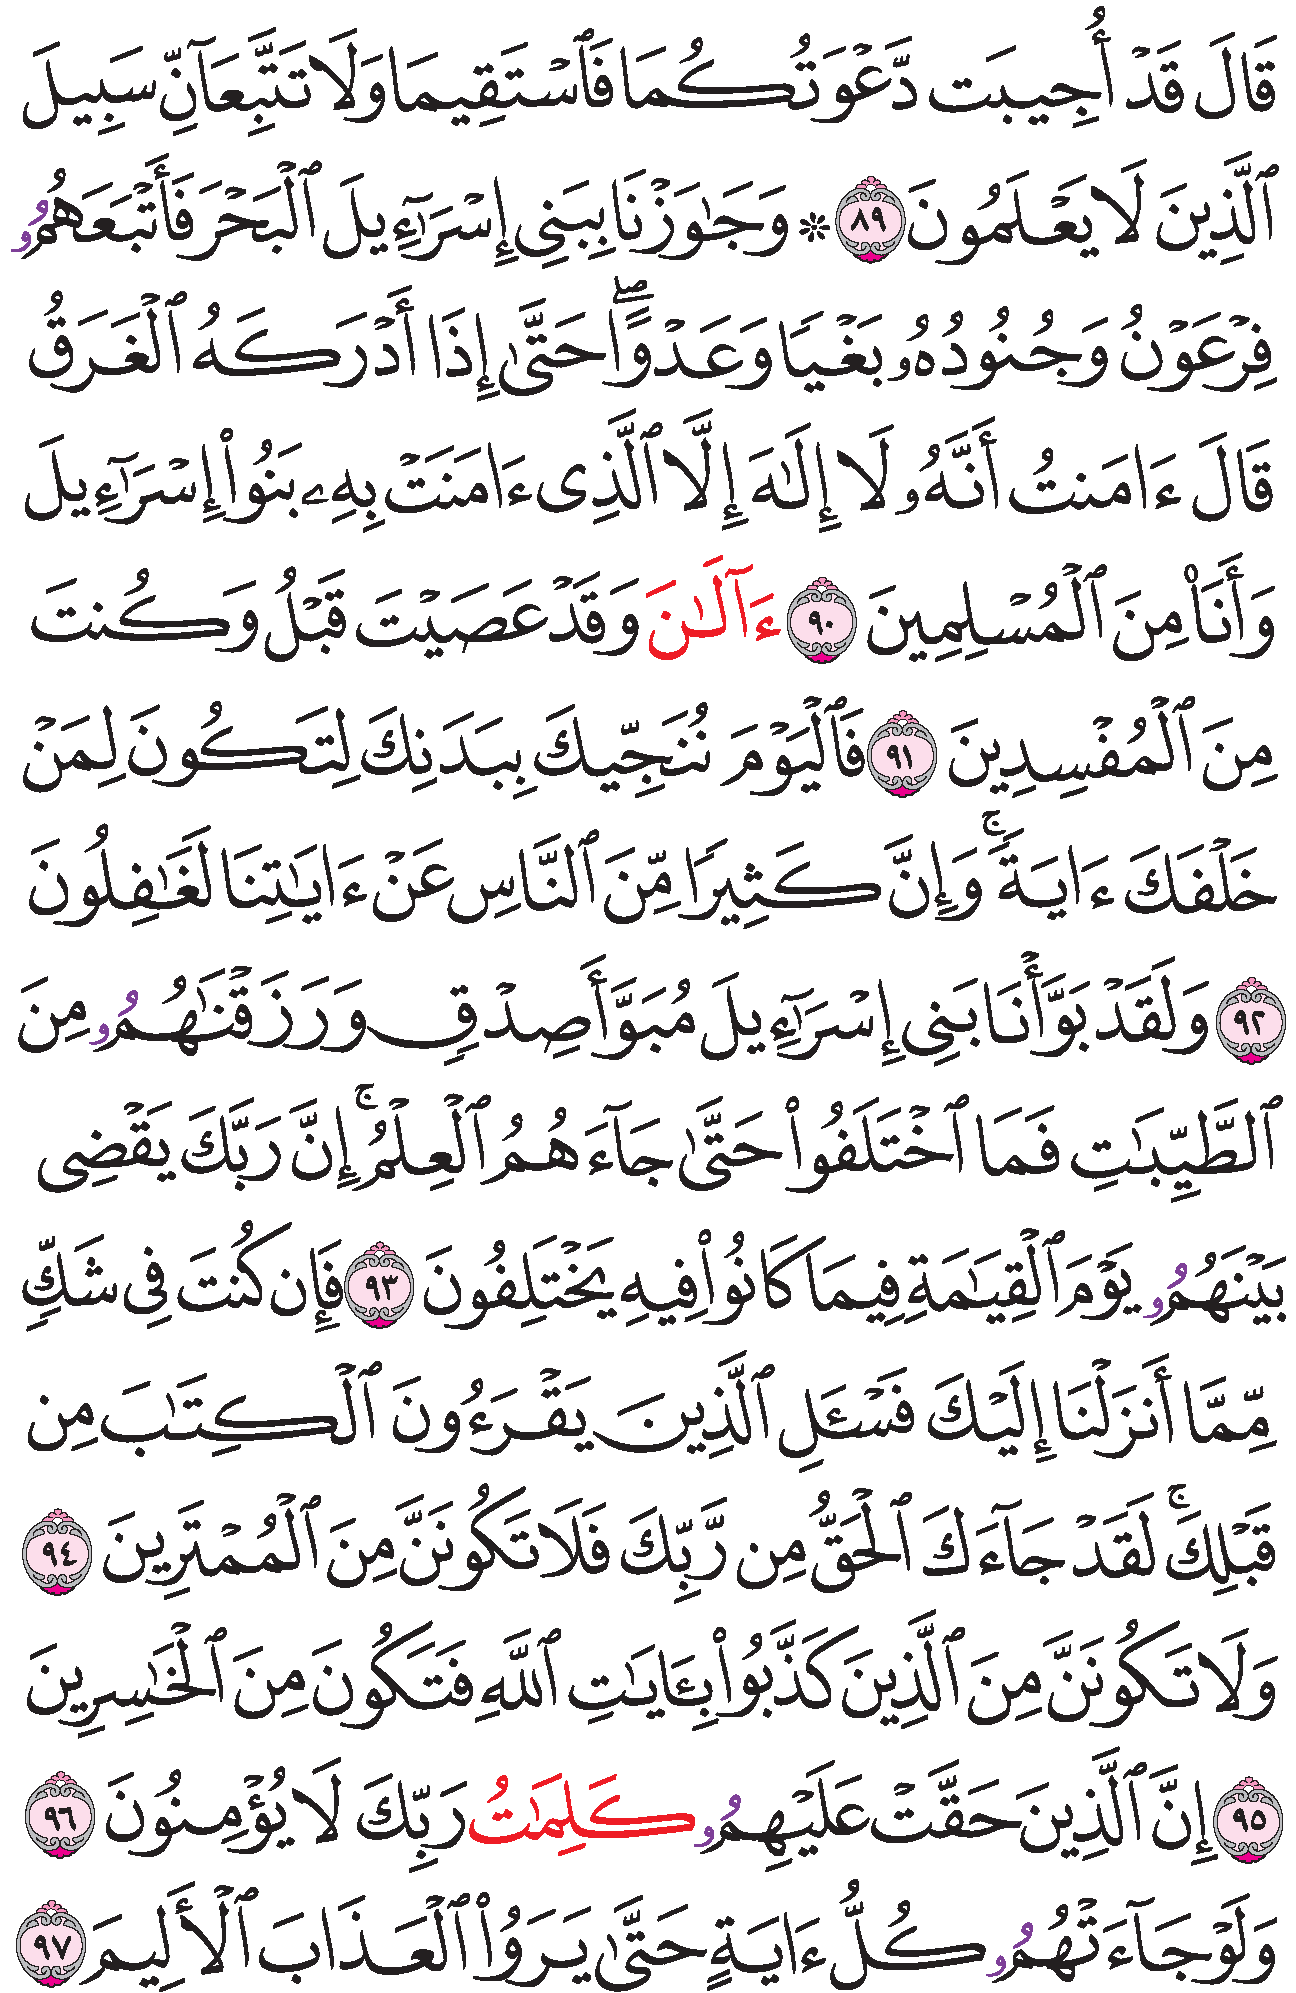 قَالَ قَدۡ أُجِيبَت دَّعۡوَتُكُمَا فَٱسۡتَقِيمَا وَلَا تَتَّبِعَآنِّ سَبِيلَ
ٱلَّذِينَ لَا يَعۡلَمُونَ ٨٩ ۞ وَجَٰوَزۡنَا بِبَنِي إِسۡرَٰٓءِيلَ ٱلۡبَحۡرَ فَأَتۡبَعَهُمُۥ
فِرۡعَوۡنُ وَجُنُودُهُۥ بَغۡيٗا وَعَدۡوًاۖ حَتَّىٰ إِذَا أَدۡرَكَهُ ٱلۡغَرَقُ
قَالَ ءَامَنتُ أَنَّهُۥ لَا إِلَٰهَ إِلَّا ٱلَّذِي ءَامَنَتۡ بِهِۦ بَنُواْ إِسۡرَٰٓءِيلَ
وَأَنَا۠ مِنَ ٱلۡمُسۡلِمِينَ ٩٠ ءَآلۡـَٰٔنَ وَقَدۡ عَصَيۡتَ قَبۡلُ وَكُنتَ
مِنَ ٱلۡمُفۡسِدِينَ ٩١ فَٱلۡيَوۡمَ نُنَجِّيكَ بِبَدَنِكَ لِتَكُونَ لِمَنۡ
خَلۡفَكَ ءَايَةٗۚ وَإِنَّ كَثِيرٗا مِّنَ ٱلنَّاسِ عَنۡ ءَايَٰتِنَا لَغَٰفِلُونَ
٩٢ وَلَقَدۡ بَوَّأۡنَا بَنِي إِسۡرَٰٓءِيلَ مُبَوَّأَ صِدۡقٖ وَرَزَقۡنَٰهُمُۥ مِنَ
ٱلطَّيِّبَٰتِ فَمَا ٱخۡتَلَفُواْ حَتَّىٰ جَآءَهُمُ ٱلۡعِلۡمُۚ إِنَّ رَبَّكَ يَقۡضِي
بَيۡنَهُمُۥ يَوۡمَ ٱلۡقِيَٰمَةِ فِيمَا كَانُواْ فِيهِ يَخۡتَلِفُونَ ٩٣ فَإِن كُنتَ فِي شَكّٖ
مِّمَّا أَنزَلۡنَا إِلَيۡكَ فَسۡـَٔلِ ٱلَّذِينَ يَقۡرَءُونَ ٱلۡكِتَٰبَ مِن
قَبۡلِكَۚ لَقَدۡ جَآءَكَ ٱلۡحَقُّ مِن رَّبِّكَ فَلَا تَكُونَنَّ مِنَ ٱلۡمُمۡتَرِينَ ٩٤
وَلَا تَكُونَنَّ مِنَ ٱلَّذِينَ كَذَّبُواْ بِـَٔايَٰتِ ٱللَّهِ فَتَكُونَ مِنَ ٱلۡخَٰسِرِينَ
٩٥ إِنَّ ٱلَّذِينَ حَقَّتۡ عَلَيۡهِمُۥ كَلِمَٰتُ رَبِّكَ لَا يُؤۡمِنُونَ ٩٦
وَلَوۡ جَآءَتۡهُمُۥ كُلُّ ءَايَةٍ حَتَّىٰ يَرَوُاْ ٱلۡعَذَابَ ٱلۡأَلِيمَ ٩٧